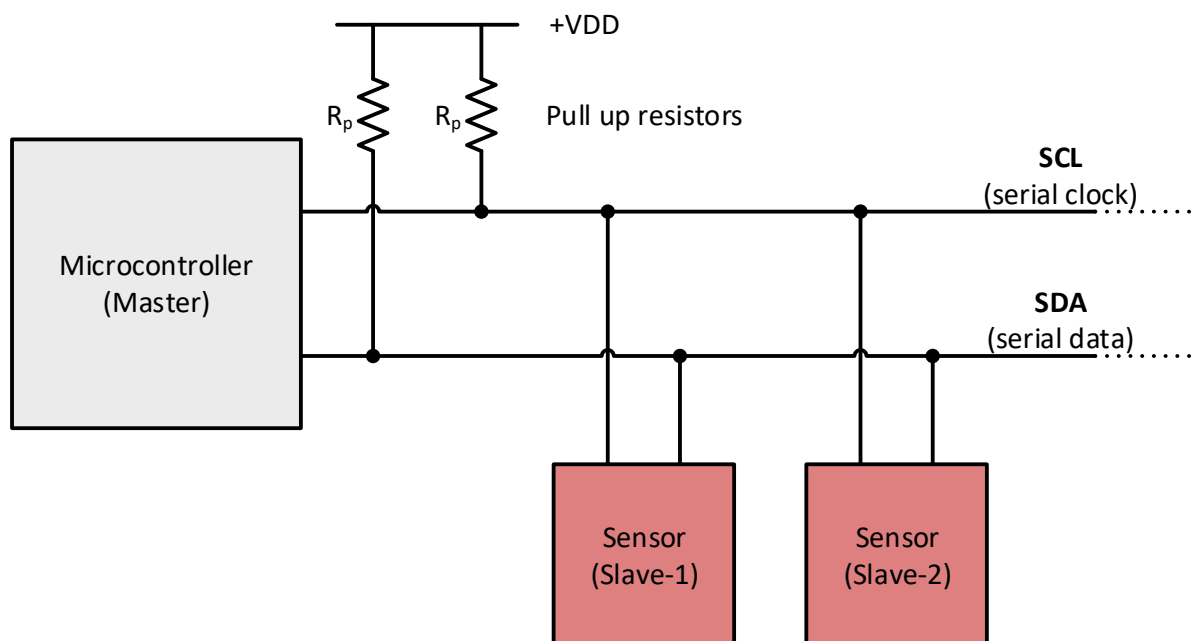 +VDD
Rp
Rp
Pull up resistors
SCL
(serial clock)
Microcontroller
(Master)
SDA
(serial data)
Sensor
(Slave-1)
Sensor
(Slave-2)